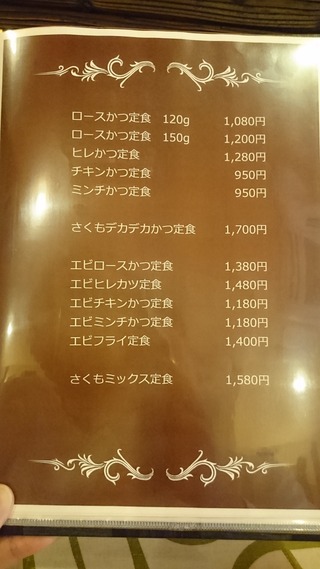 ロースかつ定食 120g 1,080円
ロースかつ定食 150g 1,200円
ヒレかつ定食 1,280円
チキンかつ定食 950円
ミンチかつ定食 950円
さくもデカデカかつ定食 1,700円
エビロースかつ定食 1,380円
エビヒレカツ定食 1,480円
エビチキンかつ定食 1,180円
エビミンチかつ定食 1,180円
エビフライ定食 1,400円
さくもミックス定食 1,580円